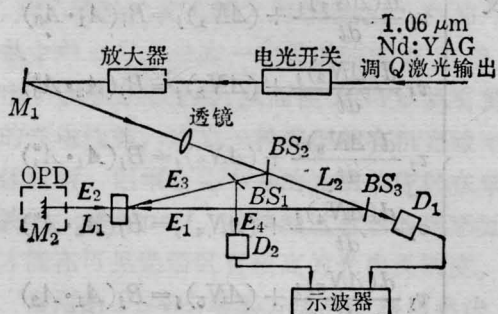 1.06 μm
Nd:YAG
调Q激光输出
放大器
电光开关
M₁
透镜
BS₂
OPD
E₂
E₃
BS₁
L₂
BS₃
D₁
M₂
L₁
E₁
E₄
D₂
示波器